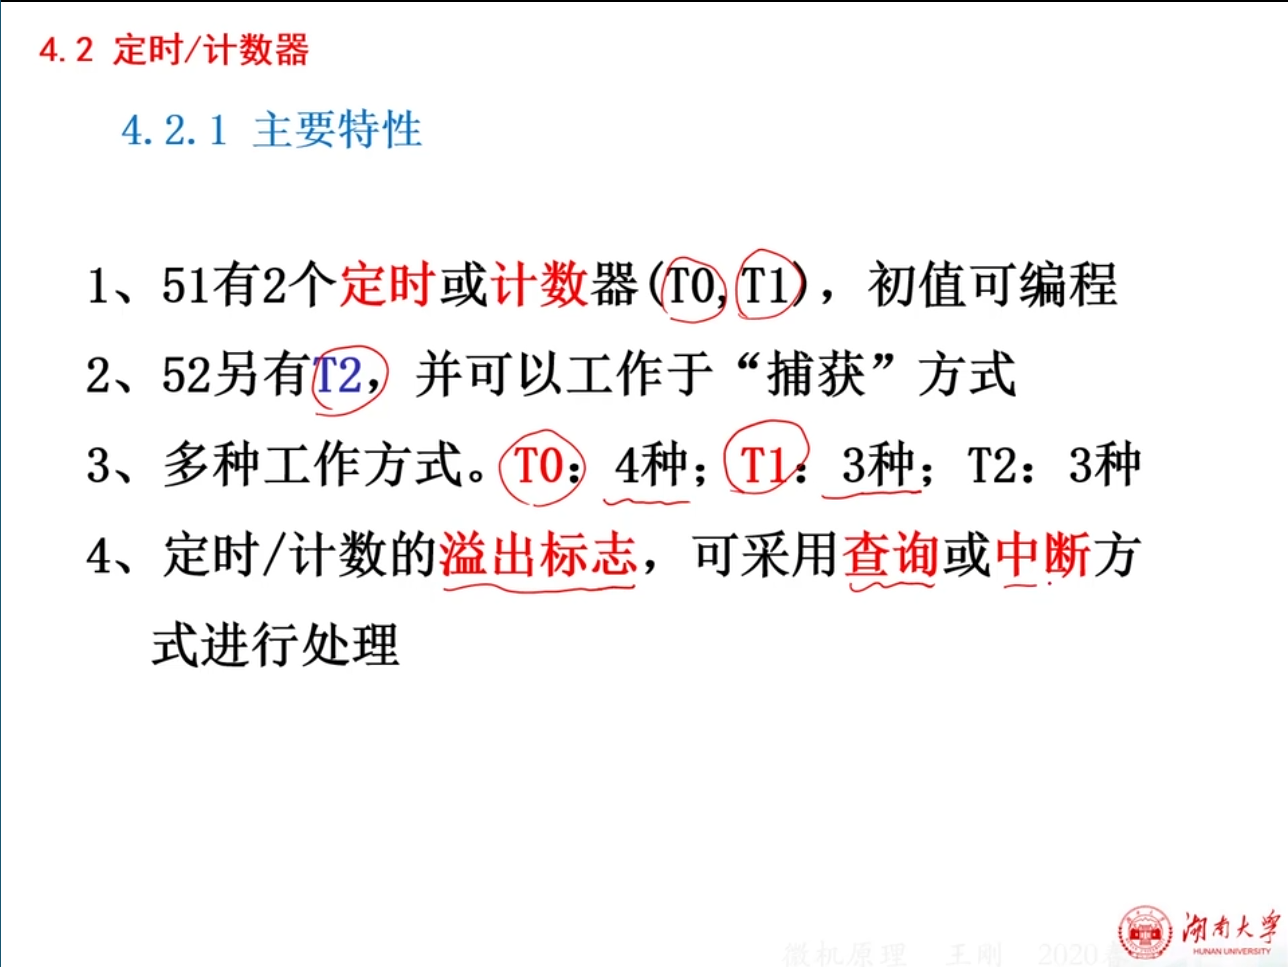 4.2 定时/计数器
4.2.1 主要特性
1、51有2个定时或计数器(T0,T1)，初值可编程
2、52另有T2，并可以工作于“捕获”方式
3、多种工作方式。T0：4种；T1：3种；T2：3种
4、定时/计数的溢出标志，可采用查询或中断方
式进行处理
湖南大学
HUNAN UNIVERSITY
微机原理 王刚 2020春